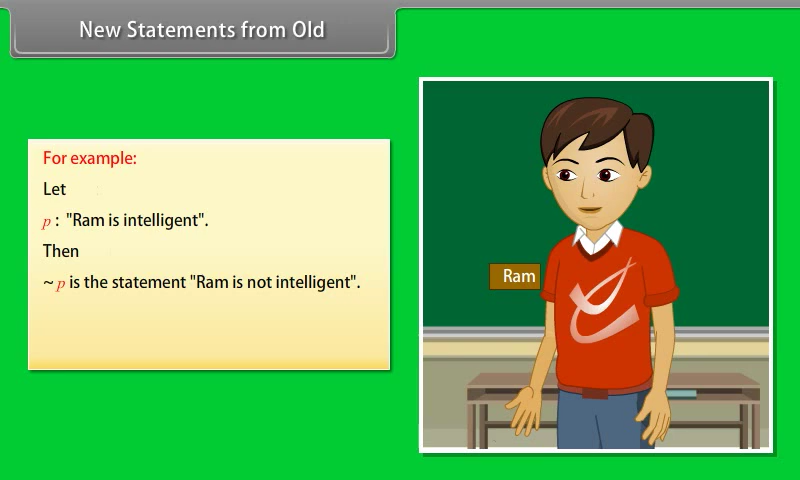 New Statements from Old
For example:
Let
p : "Ram is intelligent".
Then
~ p is the statement "Ram is not intelligent".
Ram